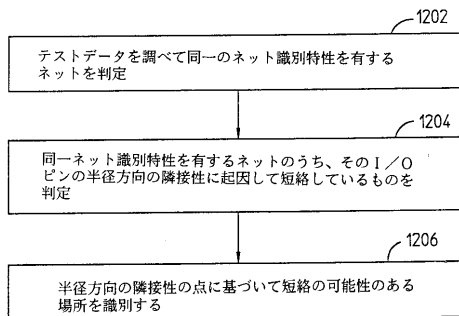 1202
テストデータを調べて同一のネット識別特性を有する
ネットを判定
1204
同一ネット識別特性を有するネットのうち、そのI／O
ピンの半径方向の隣接性に起因して短絡しているものを
判定
1206
半径方向の隣接性の点に基づいて短絡の可能性のある
場所を識別する